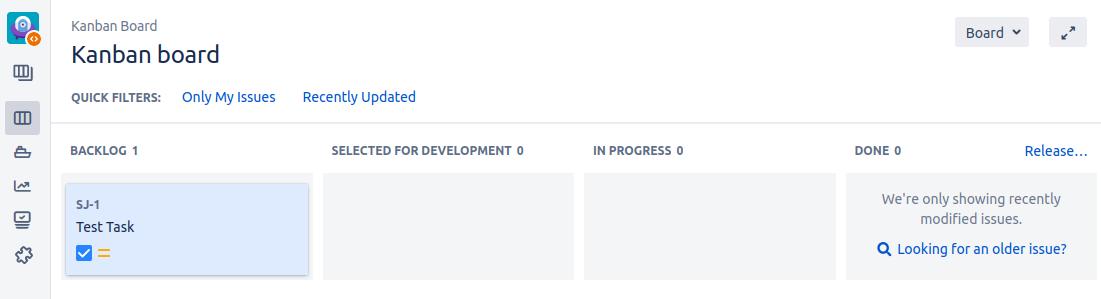 Kanban Board
Kanban board
Board
QUICK FILTERS: Only My Issues Recently Updated
BACKLOG 1
SELECTED FOR DEVELOPMENT 0
IN PROGRESS 0
DONE 0
Release...
SJ-1
Test Task
We're only showing recently
modified issues.
Looking for an older issue?